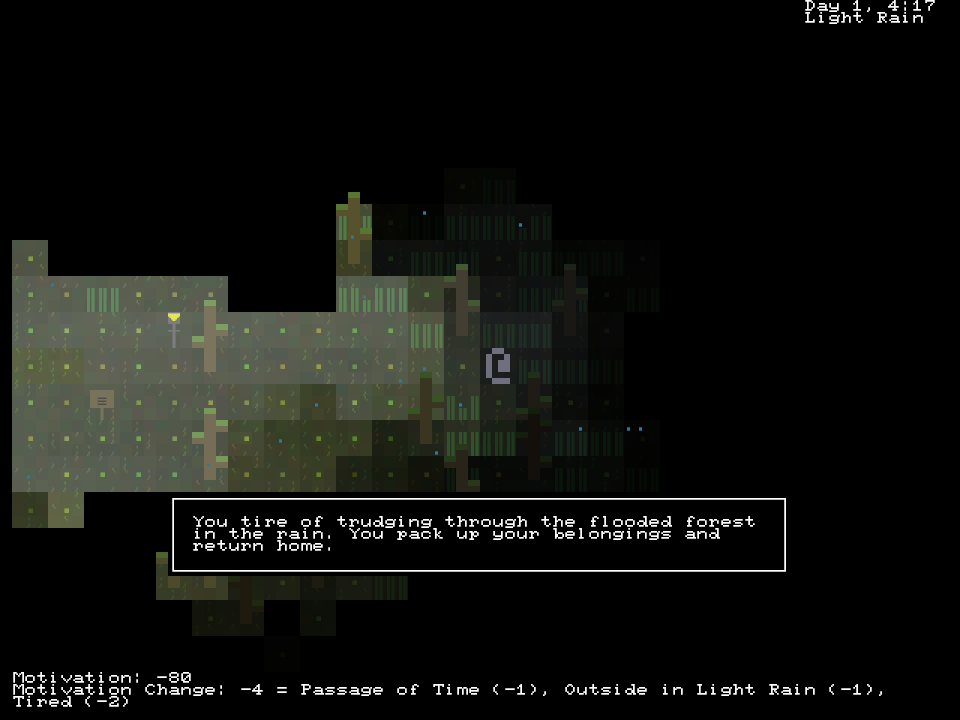 Day 1, 4:17
Light Rain
You tire of trudging through the flooded forest
in the rain. You pack up your belongings and
return home.
Motivation: -80
Motivation Change: -4 = Passage of Time (-1), Outside in Light Rain (-1),
Tired (-2)